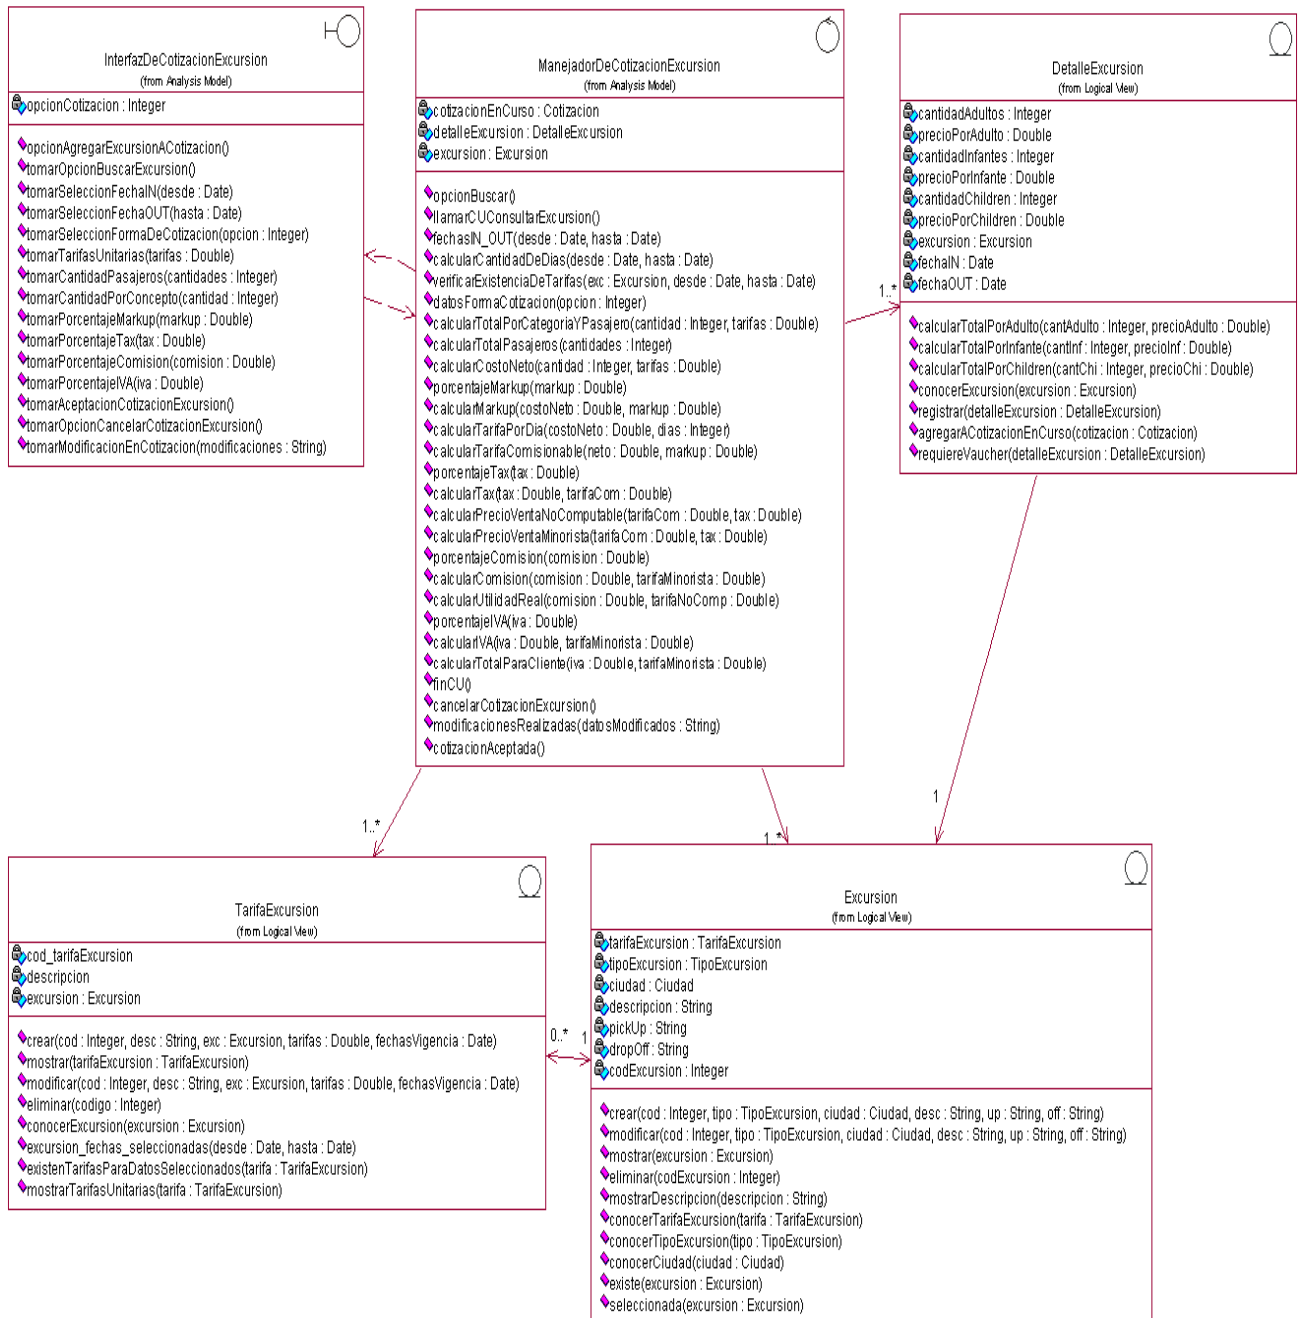 InterfazDeCotizacionExcursion
(from Analysis Model)
opcionCotizacion : Integer
opcionAgregarExcursionACotizacion()
tomarOpcionBuscarExcursion()
tomarSeleccionFechaIN(desde : Date)
tomarSeleccionFechaOUT(hasta : Date)
tomarSeleccionFormaDeCotizacion(opcion : Integer)
tomarTarifasUnitarias(tarifas : Double)
tomarCantidadPasajeros(cantidades : Integer)
tomarCantidadPorConcepto(cantidad : Integer)
tomarPorcentajeMarkup(markup : Double)
tomarPorcentajeTax(tax : Double)
tomarPorcentajeComision(comision : Double)
tomarPorcentajeIVA(iva : Double)
tomarAceptacionCotizacionExcursion()
tomarOpcionCancelarCotizacionExcursion()
tomarModificacionEnCotizacion(modificaciones : String)
ManejadorDeCotizacionExcursion
(from Analysis Model)
cotizacionEnCurso : Cotizacion
detalleExcursion : DetalleExcursion
excursion : Excursion
opcionBuscar()
llamarCUConsultarExcursion()
fechasIN_OUT(desde : Date, hasta : Date)
calcularCantidadDeDias(desde : Date, hasta : Date)
verificarExistenciaDeTarifas(exc : Excursion, desde : Date, hasta : Date)
datosFormaCotizacion(opcion : Integer)
calcularTotalPorCategoriaYPasajero(cantidad : Integer, tarifas : Double)
calcularTotalPasajeros(cantidades : Integer)
calcularCostoNeto(cantidad : Integer, tarifas : Double)
porcentajeMarkup(markup : Double)
calcularMarkup(costoNeto : Double, markup : Double)
calcularTarifaPorDia(costoNeto : Double, dias : Integer)
calcularTarifaComisionable(neto : Double, markup : Double)
porcentajeTax(tax : Double)
calcularTax(tax : Double, tarifaCom : Double)
calcularPrecioVentaNoComputable(tarifaCom : Double, tax : Double)
calcularPrecioVentaMinorista(tarifaCom : Double, tax : Double)
porcentajeComision(comision : Double)
calcularComision(comision : Double, tarifaMinorista : Double)
calcularUtilidadReal(comision : Double, tarifaNoComp : Double)
porcentajeIVA(iva : Double)
calcularIVA(iva : Double, tarifaMinorista : Double)
calcularTotalParaCliente(iva : Double, tarifaMinorista : Double)
finCU()
cancelarCotizacionExcursion()
modificacionesRealizadas(datosModificados : String)
cotizacionAceptada()
DetalleExcursion
(from Logical View)
cantidadAdultos : Integer
precioPorAdulto : Double
cantidadInfantes : Integer
precioPorInfante : Double
cantidadChildren : Integer
precioPorChildren : Double
excursion : Excursion
fechaIN : Date
fechaOUT : Date
calcularTotalPorAdulto(cantAdulto : Integer, precioAdulto : Double)
calcularTotalPorInfante(cantInf : Integer, precioInf : Double)
calcularTotalPorChildren(cantChi : Integer, precioChi : Double)
conocerExcursion(excursion : Excursion)
registrar(detalleExcursion : DetalleExcursion)
agregarACotizacionEnCurso(cotizacion : Cotizacion)
requiereVaucher(detalleExcursion : DetalleExcursion)
1..*
1
1..*
1..*
TarifaExcursion
(from Logical View)
cod_tarifaExcursion
descripcion
excursion : Excursion
crear(cod : Integer, desc : String, exc : Excursion, tarifas : Double, fechasVigencia : Date)
mostrar(tarifaExcursion : TarifaExcursion)
modificar(cod : Integer, desc : String, exc : Excursion, tarifas : Double, fechasVigencia : Date)
eliminar(codigo : Integer)
conocerExcursion(excursion : Excursion)
excursion_fechas_seleccionadas(desde : Date, hasta : Date)
existenTarifasParaDatosSeleccionados(tarifa : TarifaExcursion)
mostrarTarifasUnitarias(tarifa : TarifaExcursion)
0..*
1
Excursion
(from Logical View)
tarifaExcursion : TarifaExcursion
tipoExcursion : TipoExcursion
ciudad : Ciudad
descripcion : String
pickUp : String
dropOff : String
codExcursion : Integer
crear(cod : Integer, tipo : TipoExcursion, ciudad : Ciudad, desc : String, up : String, off : String)
modificar(cod : Integer, tipo : TipoExcursion, ciudad : Ciudad, desc : String, up : String, off : String)
mostrar(excursion : Excursion)
eliminar(codExcursion : Integer)
mostrarDescripcion(descripcion : String)
conocerTarifaExcursion(tarifa : TarifaExcursion)
conocerTipoExcursion(tipo : TipoExcursion)
conocerCiudad(ciudad : Ciudad)
existe(excursion : Excursion)
seleccionada(excursion : Excursion)